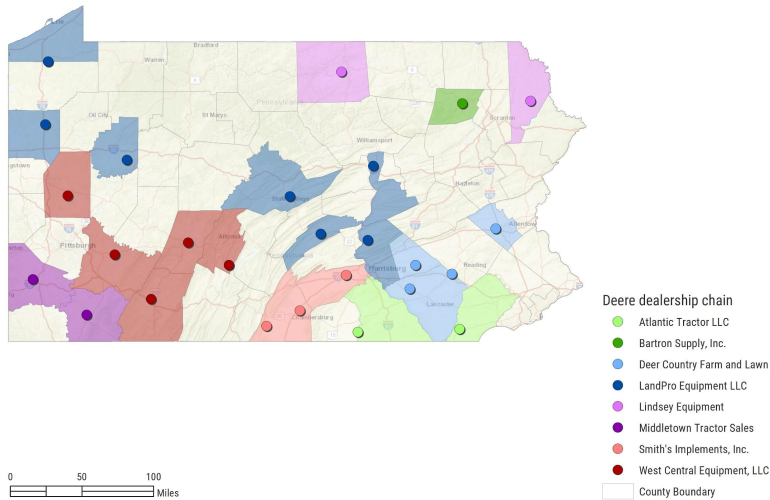 Erie
Bradford
Warren
Pennsylvania
Oil City
St Marys
Scranton
Williamsport
Hazleton
Allentown
Pittsburgh
Altoona
Harrisburg
Reading
Lancaster
Chambersburg
Deere dealership chain
Atlantic Tractor LLC
Bartron Supply, Inc.
Deer Country Farm and Lawn
LandPro Equipment LLC
Lindsey Equipment
Middletown Tractor Sales
Smith's Implements, Inc.
West Central Equipment, LLC
County Boundary
0 50 100
Miles